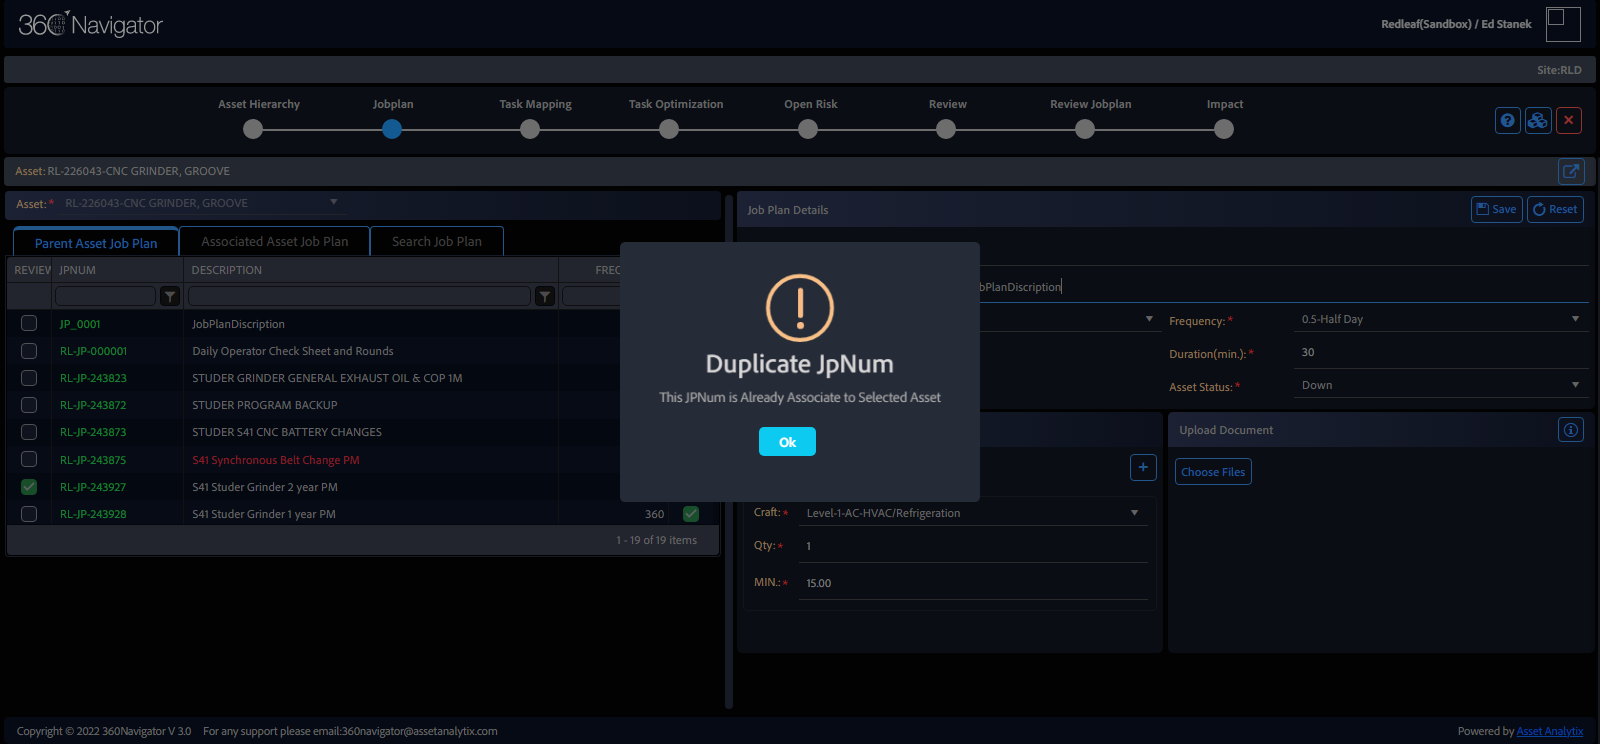 360 Navigator
Redleaf(Sandbox) / Ed Stanek
Site:RLD
Asset Hierarchy Jobplan Task Mapping Task Optimization Open Risk Review Review Jobplan Impact
Asset: RL-226043-CNC GRINDER, GROOVE
Asset:* RL-226043-CNC GRINDER, GROOVE
Job Plan Details
Save Reset
Parent Asset Job Plan Associated Asset Job Plan Search Job Plan
REVIEW JPNUM DESCRIPTION FREQ
JP_0001 JobPlanDiscription
RL-JP-000001 Daily Operator Check Sheet and Rounds
RL-JP-243823 STUDER GRINDER GENERAL EXHAUST OIL & COP 1M
RL-JP-243872 STUDER PROGRAM BACKUP
RL-JP-243873 STUDER S41 CNC BATTERY CHANGES
RL-JP-243875 S41 Synchronous Belt Change PM
RL-JP-243927 S41 Studer Grinder 2 year PM
RL-JP-243928 S41 Studer Grinder 1 year PM 360
1 - 19 of 19 items
Duplicate JpNum
This JPNum is Already Associate to Selected Asset
Ok
bPlanDiscription
Frequency:* 0.5-Half Day
Duration(min.):* 30
Asset Status:* Down
Upload Document
Choose Files
Craft:* Level-1-AC-HVAC/Refrigeration
Qty:* 1
MIN.:* 15.00
Copyright © 2022 360Navigator V 3.0 For any support please email:360navigator@assetanalytix.com
Powered by Asset Analytix